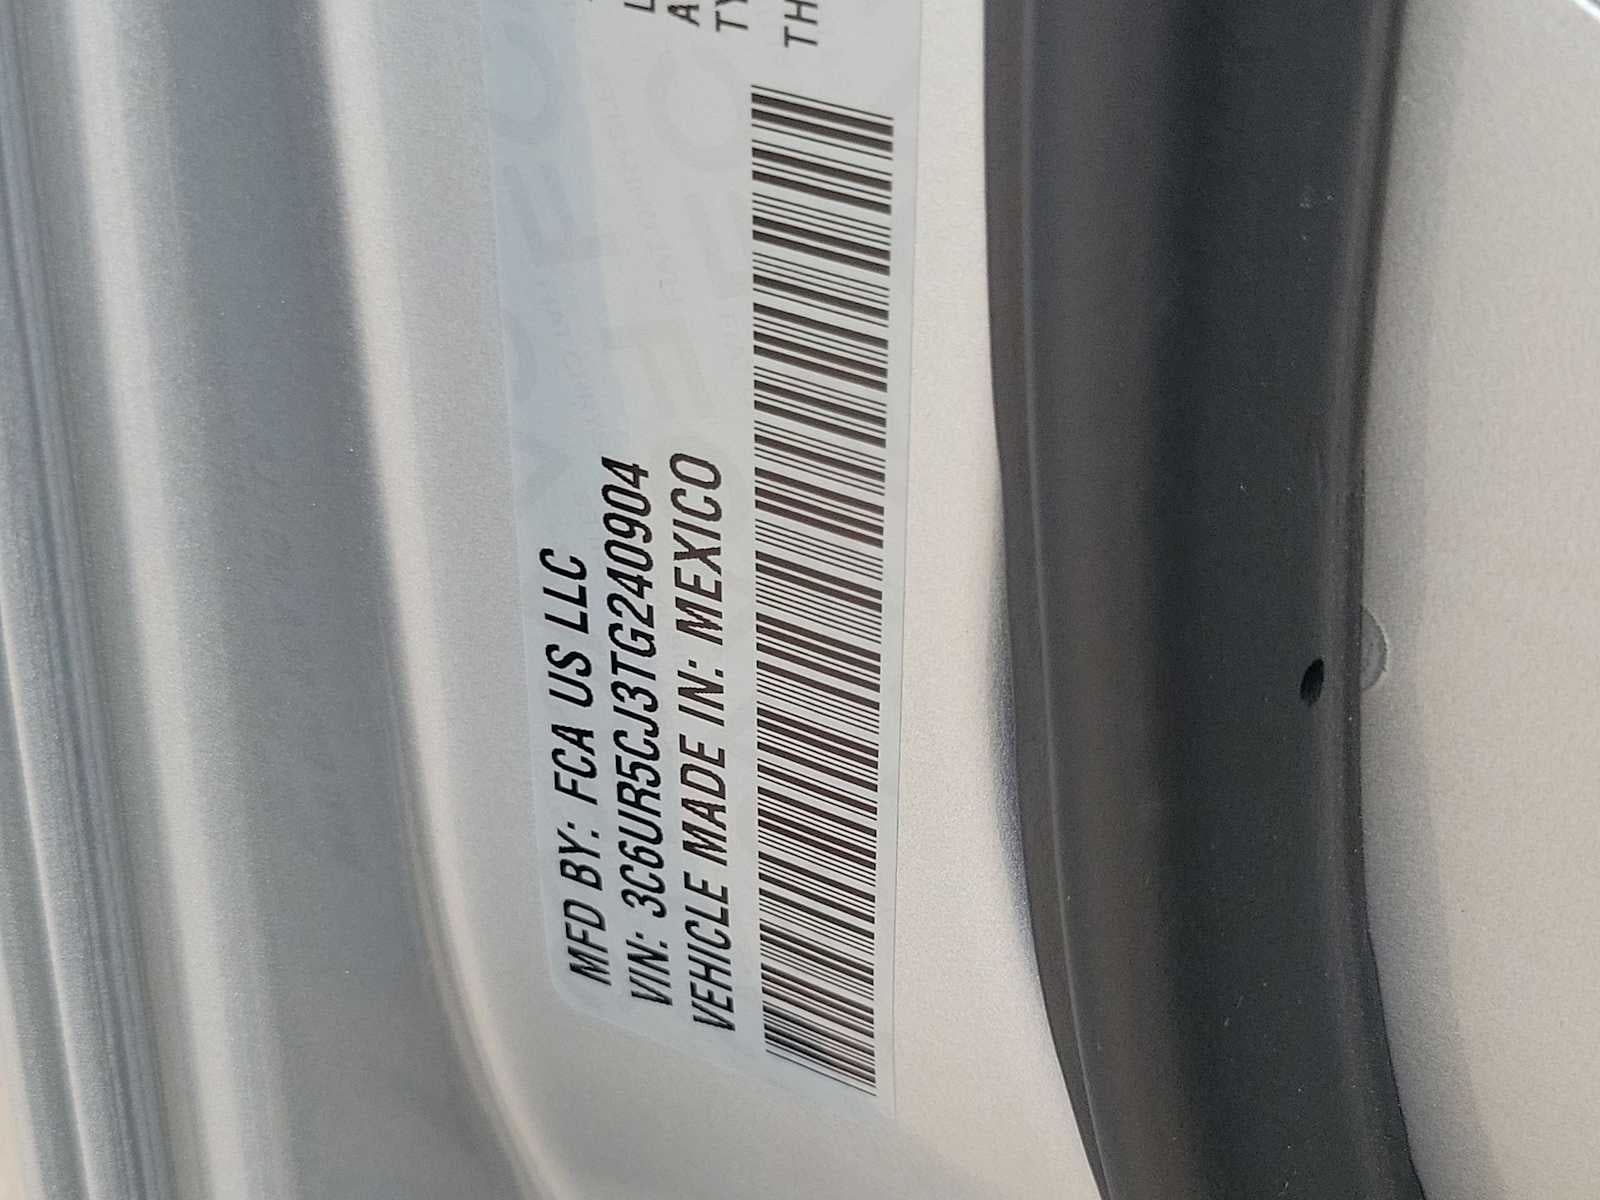 MFD BY: FCA US LLC
VIN: 3C6UR5CJ3TG240904
VEHICLE MADE IN: MEXICO